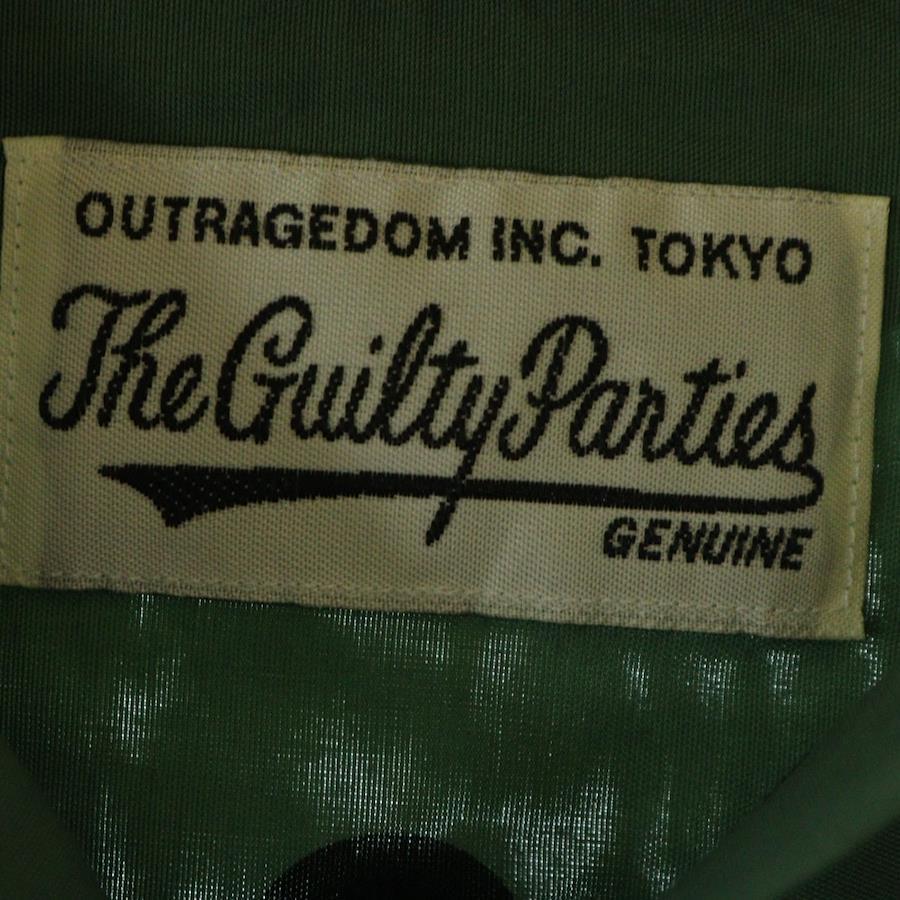 OUTRAGEDOM INC. TOKYO
The Guilty Parties
GENUINE